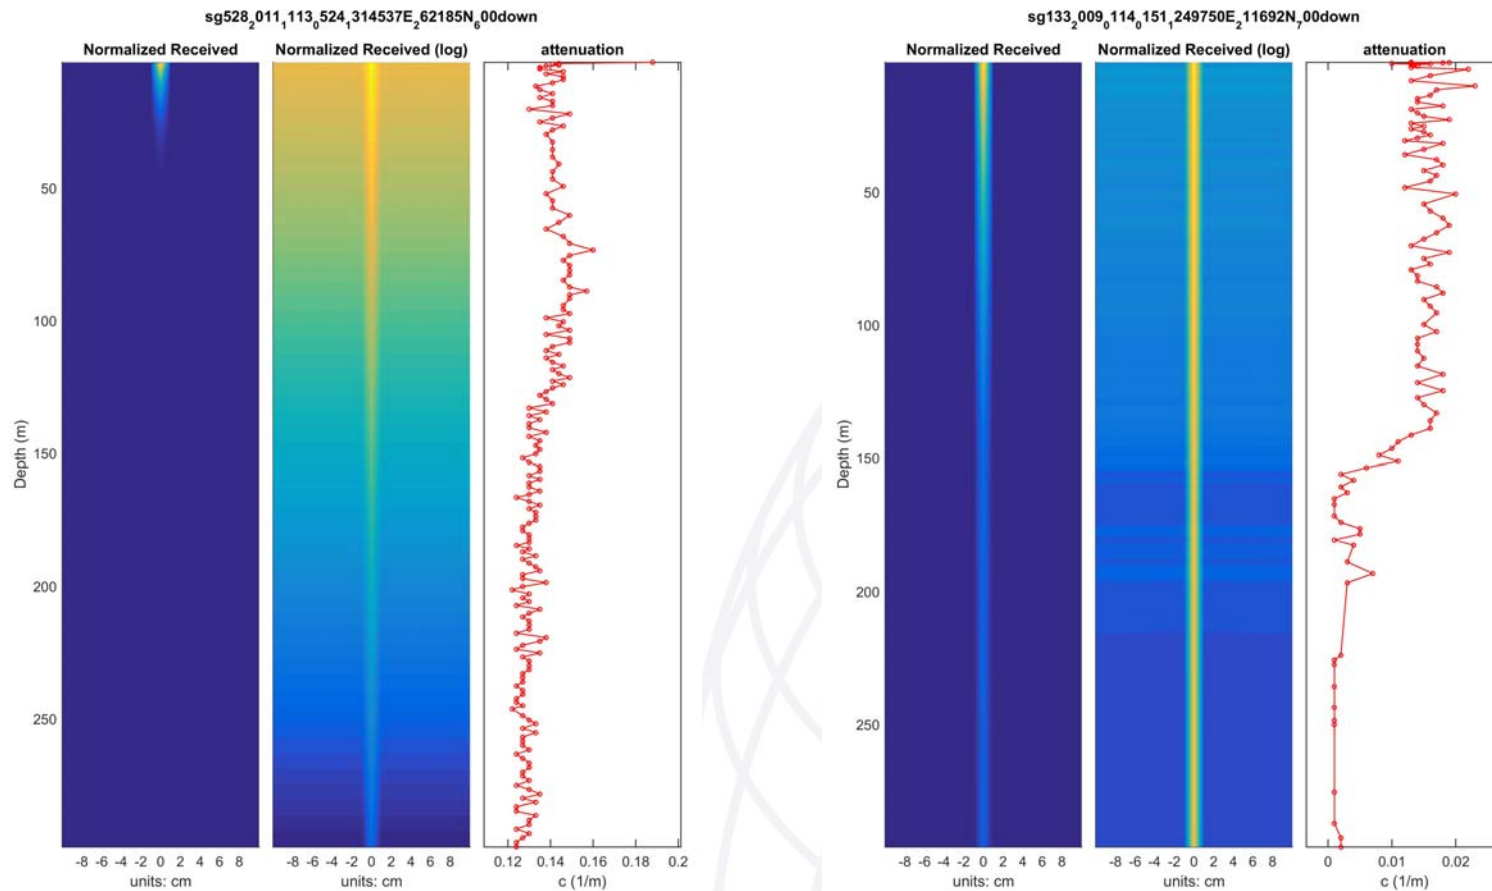 sg528₂011₁113₀524₁314537E₂62185N₆00down
Normalized Received
Normalized Received (log)
attenuation
50
100
150
200
250
Depth (m)
-8 -6 -4 -2 0 2 4 6 8
units: cm
-8 -6 -4 -2 0 2 4 6 8
units: cm
0.12 0.14 0.16 0.18 0.2
c (1/m)
sg133₂009₀114₀151₁249750E₂11692N₇00down
Normalized Received
Normalized Received (log)
attenuation
50
100
150
200
250
Depth (m)
-8 -6 -4 -2 0 2 4 6 8
units: cm
-8 -6 -4 -2 0 2 4 6 8
units: cm
0 0.01 0.02
c (1/m)